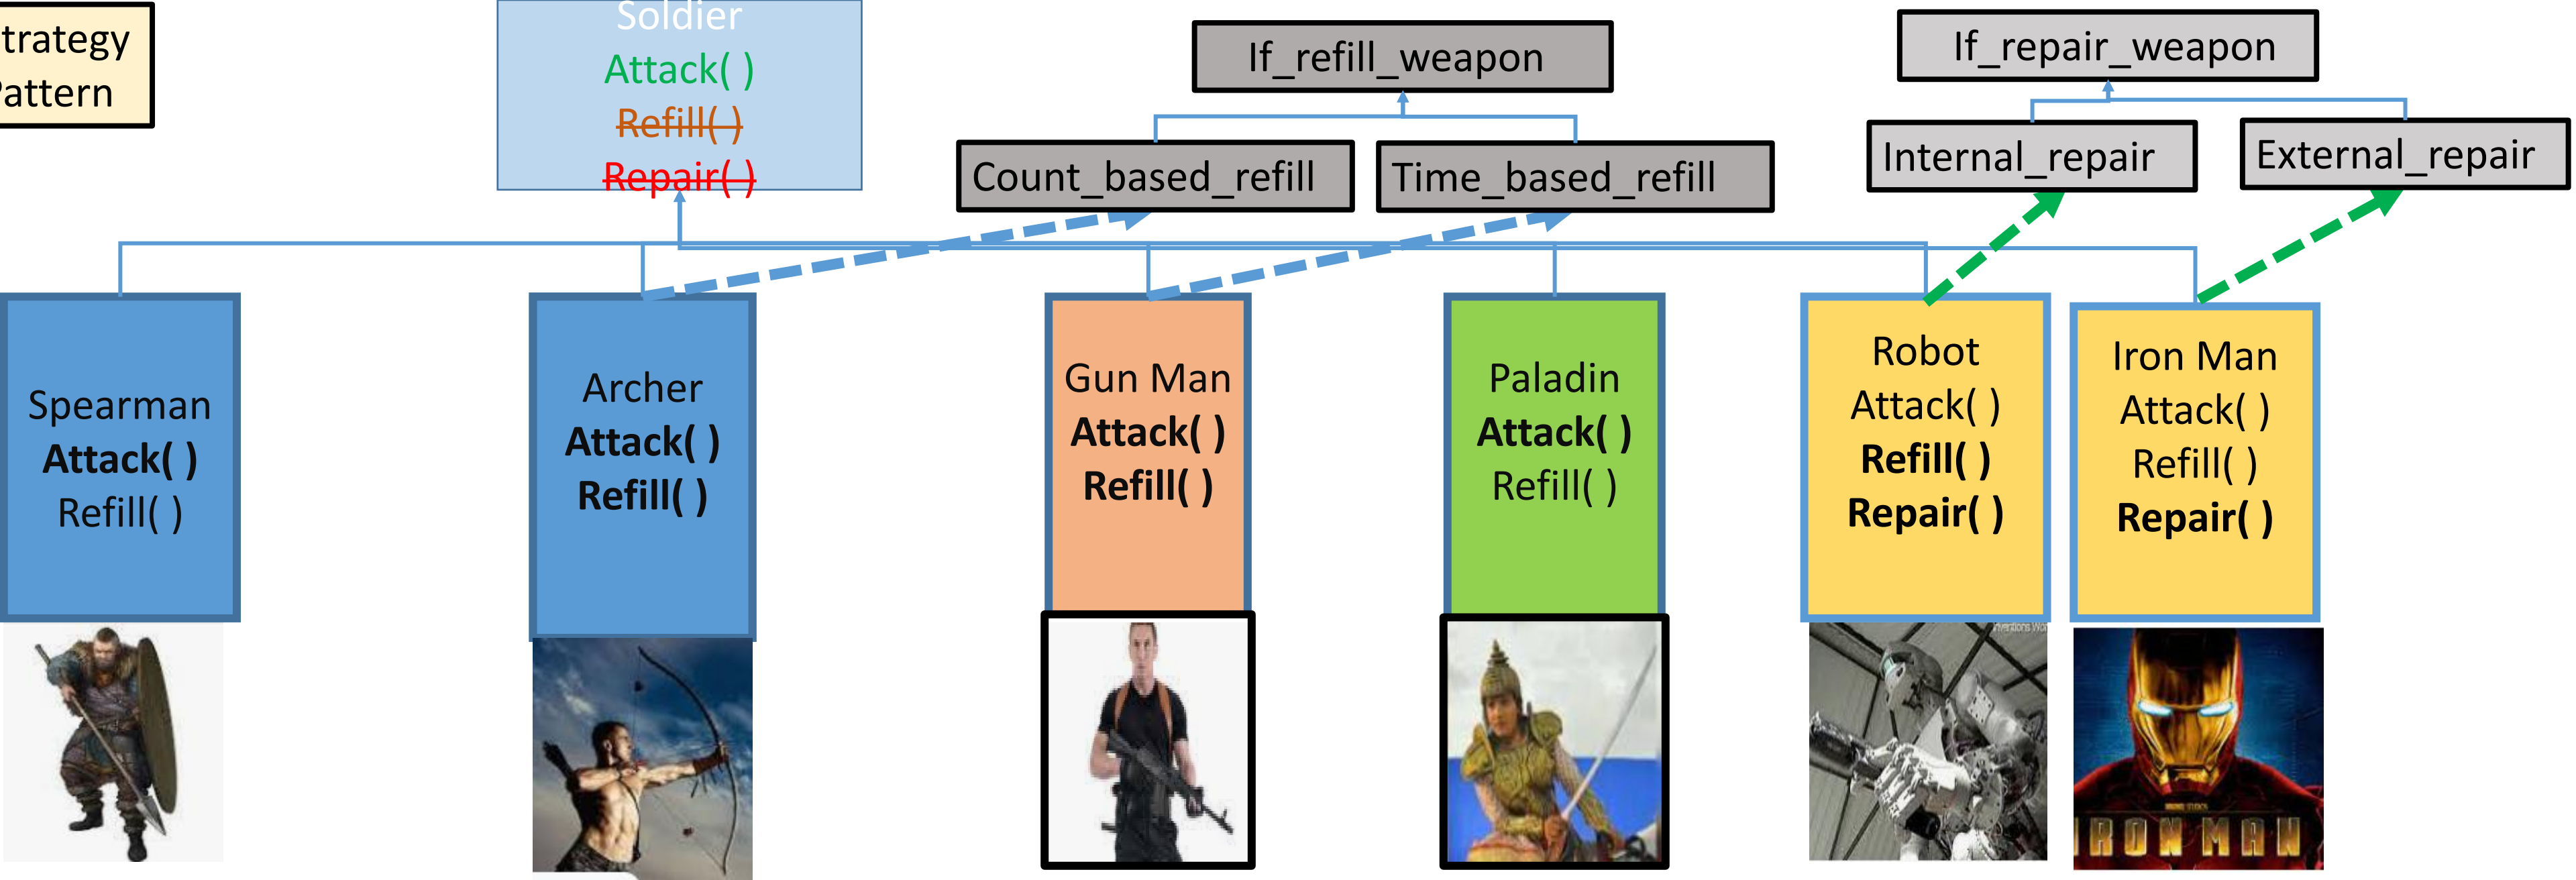 trategy
attern
Soldier
Attack( )
Refill( )
Repair( )
If_refill_weapon
Count_based_refill
Time_based_refill
If_repair_weapon
Internal_repair
External_repair
Spearman
Attack( )
Refill( )
Archer
Attack( )
Refill( )
Gun Man
Attack( )
Refill( )
Paladin
Attack( )
Refill( )
Robot
Attack( )
Refill( )
Repair( )
Iron Man
Attack( )
Refill( )
Repair( )
IRON MAN